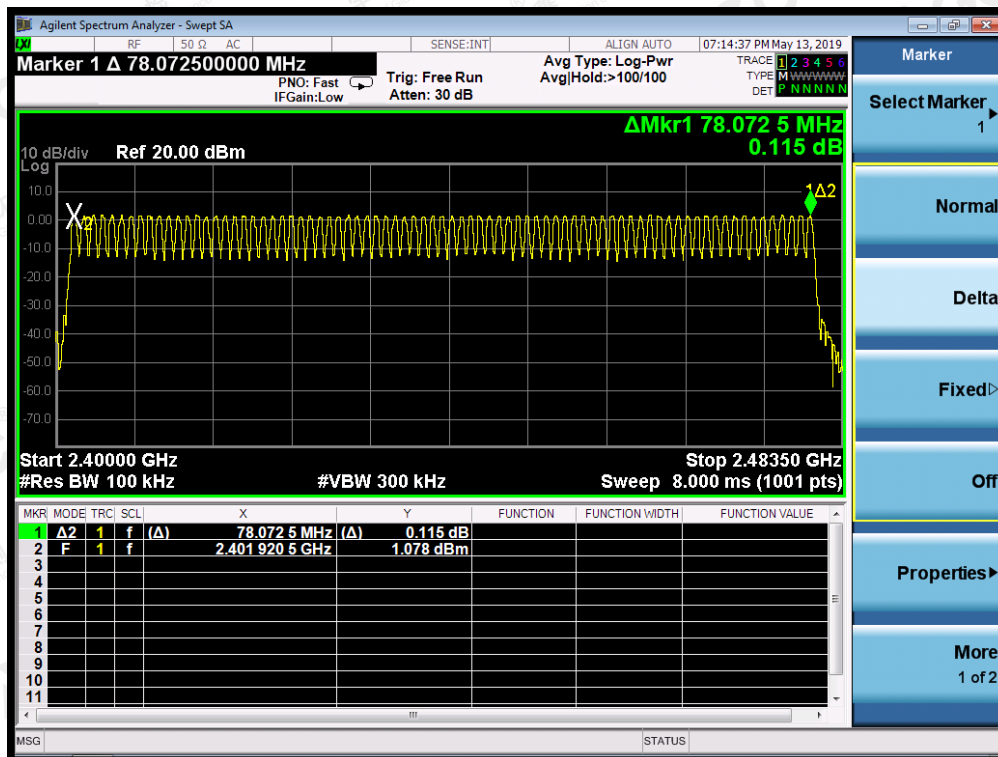 Agilent Spectrum Analyzer - Swept SA
LXI RF 50 Ω AC SENSE:INT ALIGN AUTO 07:14:37 PM May 13, 2019
Marker 1 Δ 78.072500000 MHz
PNO: Fast
IFGain:Low
Trig: Free Run
Atten: 30 dB
Avg Type: Log-Pwr
Avg|Hold:>100/100
TRACE 1 2 3 4 5 6
TYPE M WWWWW
DET P N N N N N
ΔMkr1 78.072 5 MHz
0.115 dB
10 dB/div Ref 20.00 dBm
Log
10.0
0.00
-10.0
-20.0
-30.0
-40.0
-50.0
-60.0
-70.0
X2
1Δ2
Start 2.40000 GHz Stop 2.48350 GHz
#Res BW 100 kHz #VBW 300 kHz Sweep 8.000 ms (1001 pts)
MKR MODE TRC SCL X Y FUNCTION FUNCTION WIDTH FUNCTION VALUE
1 Δ2 1 f (Δ) 78.072 5 MHz (Δ) 0.115 dB
2 F 1 f 2.401 920 5 GHz 1.078 dBm
3
4
5
6
7
8
9
10
11
MSG STATUS
Marker
Select Marker
1
Normal
Delta
Fixed
Off
Properties
More
1 of 2